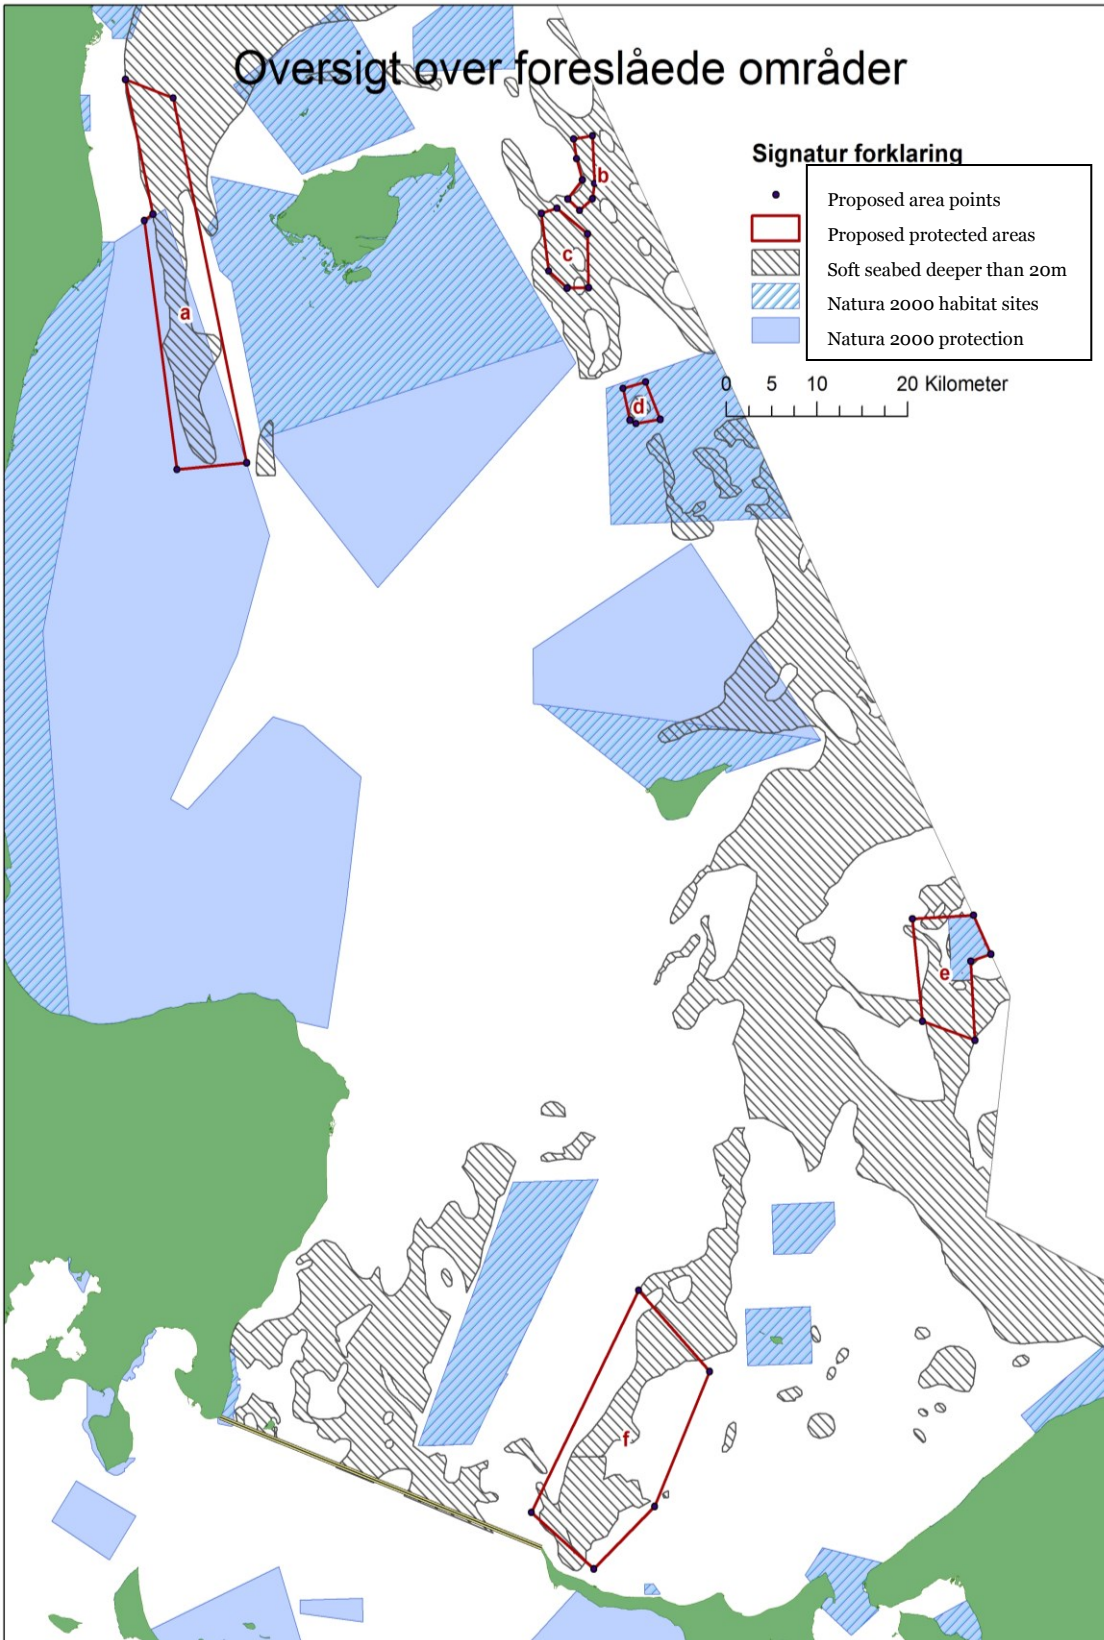 Oversigt over foreslåede områder
Signatur forklaring
Proposed area points
Proposed protected areas
Soft seabed deeper than 20m
Natura 2000 habitat sites
Natura 2000 protection
0 5 10 20 Kilometer
b
c
a
d
e
f